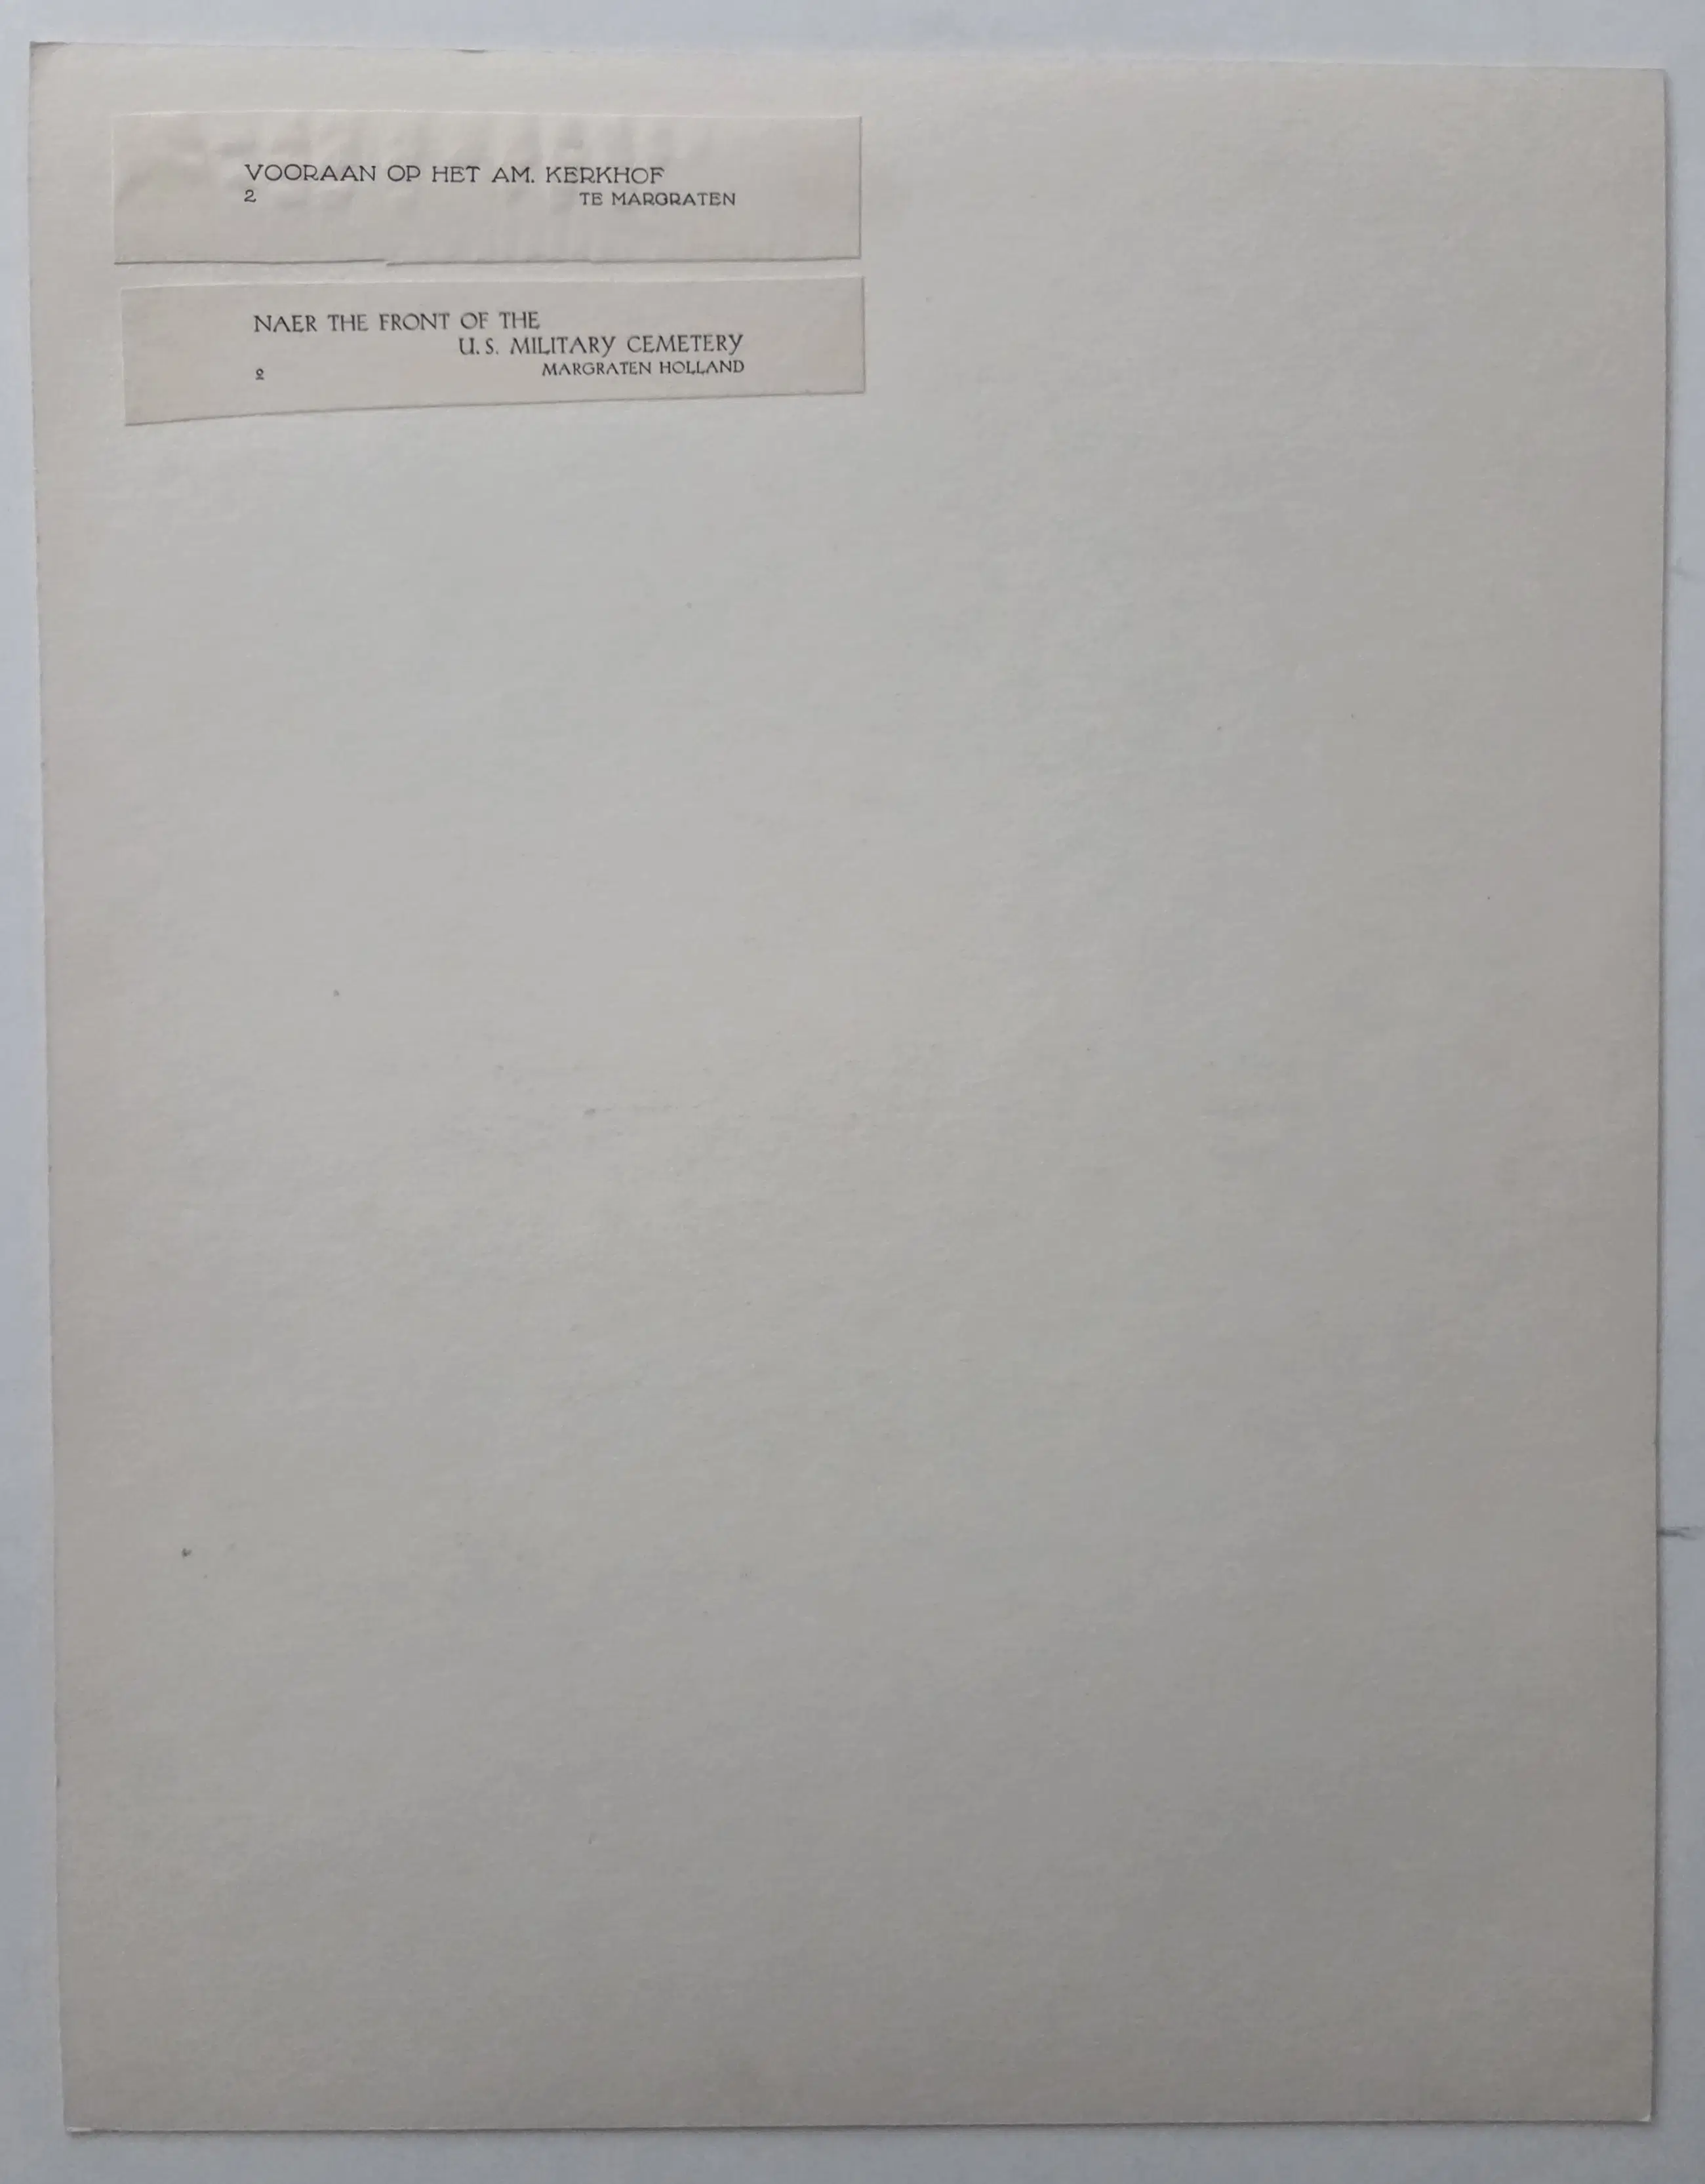 VOORAAN OP HET AM. KERKHOF
2 TE MARGRATEN
NAER THE FRONT OF THE
U.S. MILITARY CEMETERY
2 MARGRATEN HOLLAND